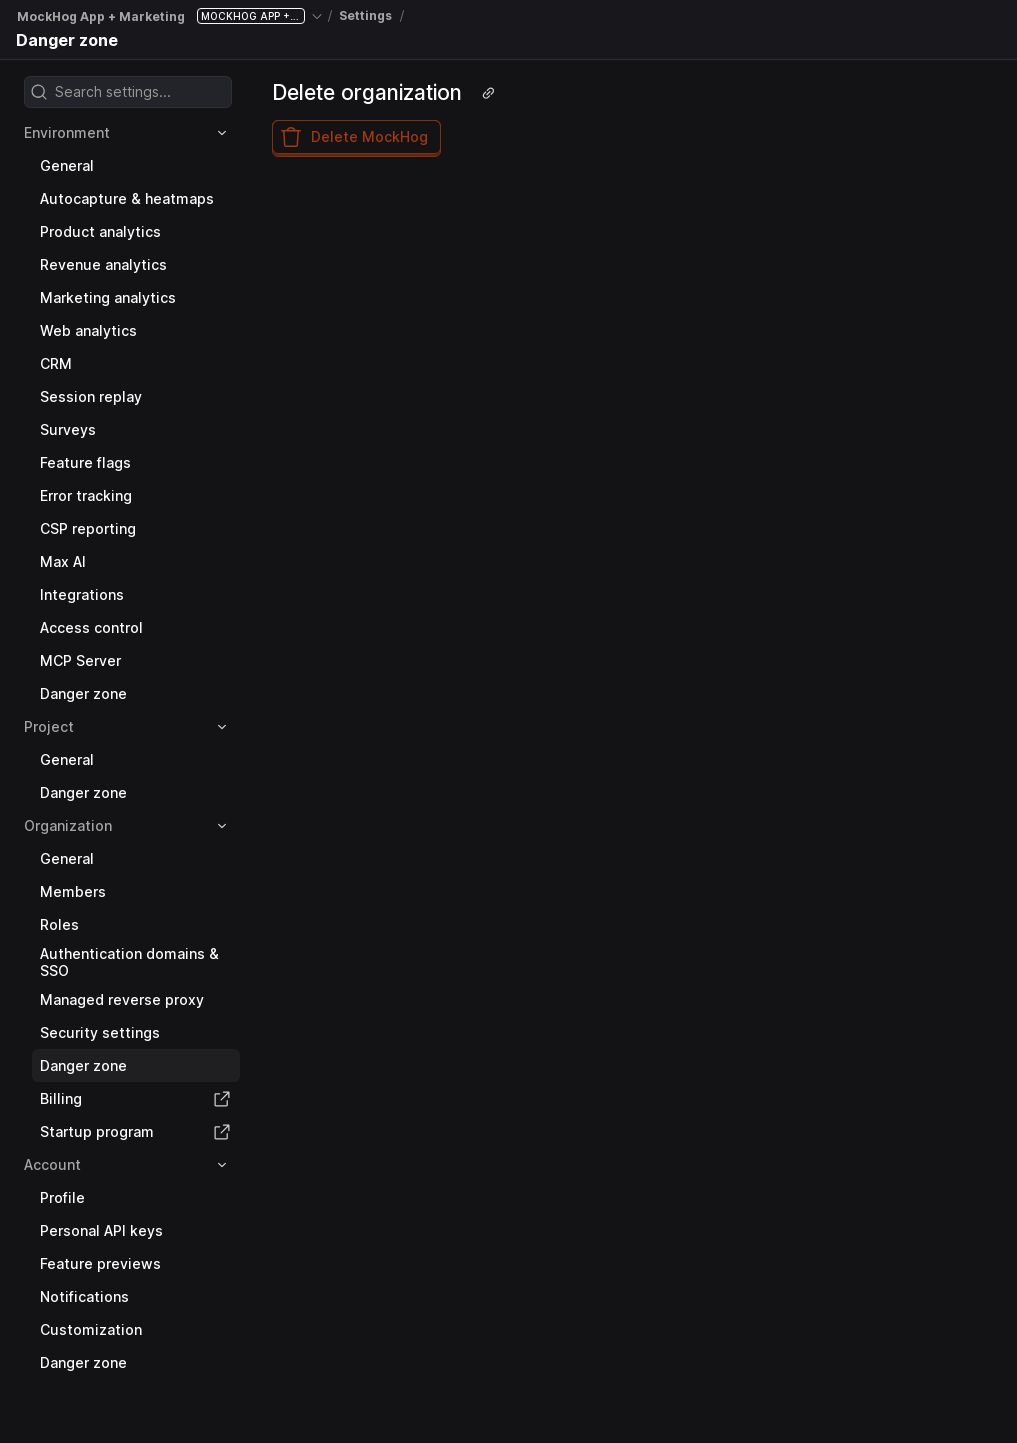 MockHog App + Marketing MOCKHOG APP +... / Settings /
Danger zone
Search settings...
Delete organization
Delete MockHog
Environment
General
Autocapture & heatmaps
Product analytics
Revenue analytics
Marketing analytics
Web analytics
CRM
Session replay
Surveys
Feature flags
Error tracking
CSP reporting
Max AI
Integrations
Access control
MCP Server
Danger zone
Project
General
Danger zone
Organization
General
Members
Roles
Authentication domains &
SSO
Managed reverse proxy
Security settings
Danger zone
Billing
Startup program
Account
Profile
Personal API keys
Feature previews
Notifications
Customization
Danger zone